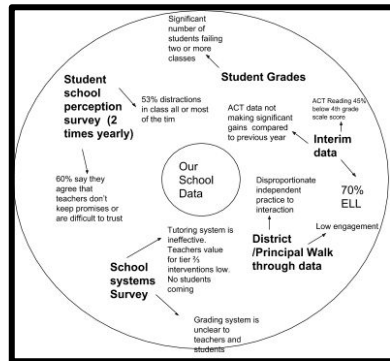 Significant
number of
students failing
two or more
classes
Student Grades
Student
school
perception
survey (2
times yearly)
53% distractions
in class all or most
of the tim
60% say they
agree that
teachers don't
keep promises or
are difficult to trust
ACT data not
making significant
gains compared
to previous year
ACT Reading 45%
below 4th grade
scale score
Interim
data
70%
ELL
Our
School
Data
Disproportionate
independent
practice to
interaction
Low engagement
District
/Principal Walk
through data
Tutoring system is
ineffective.
Teachers value
for tier ⅔
interventions low.
No students
coming
School
systems
Survey
Grading system is
unclear to
teachers and
students